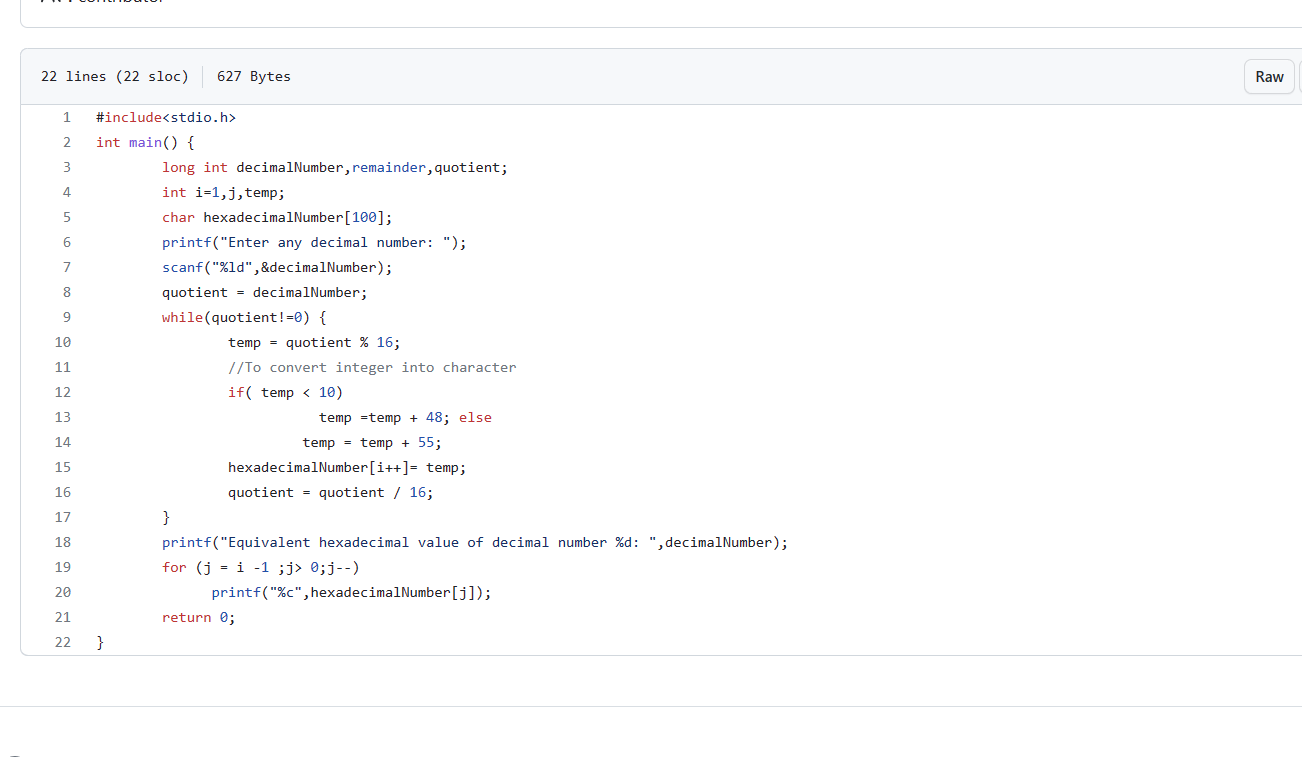 22 lines (22 sloc) 627 Bytes Raw
1 #include<stdio.h>
2 int main() {
3 long int decimalNumber,remainder,quotient;
4 int i=1,j,temp;
5 char hexadecimalNumber[100];
6 printf("Enter any decimal number: ");
7 scanf("%ld",&decimalNumber);
8 quotient = decimalNumber;
9 while(quotient!=0) {
10 temp = quotient % 16;
11 //To convert integer into character
12 if( temp < 10)
13 temp =temp + 48; else
14 temp = temp + 55;
15 hexadecimalNumber[i++]= temp;
16 quotient = quotient / 16;
17 }
18 printf("Equivalent hexadecimal value of decimal number %d: ",decimalNumber);
19 for (j = i -1 ;j> 0;j--)
20 printf("%c",hexadecimalNumber[j]);
21 return 0;
22 }